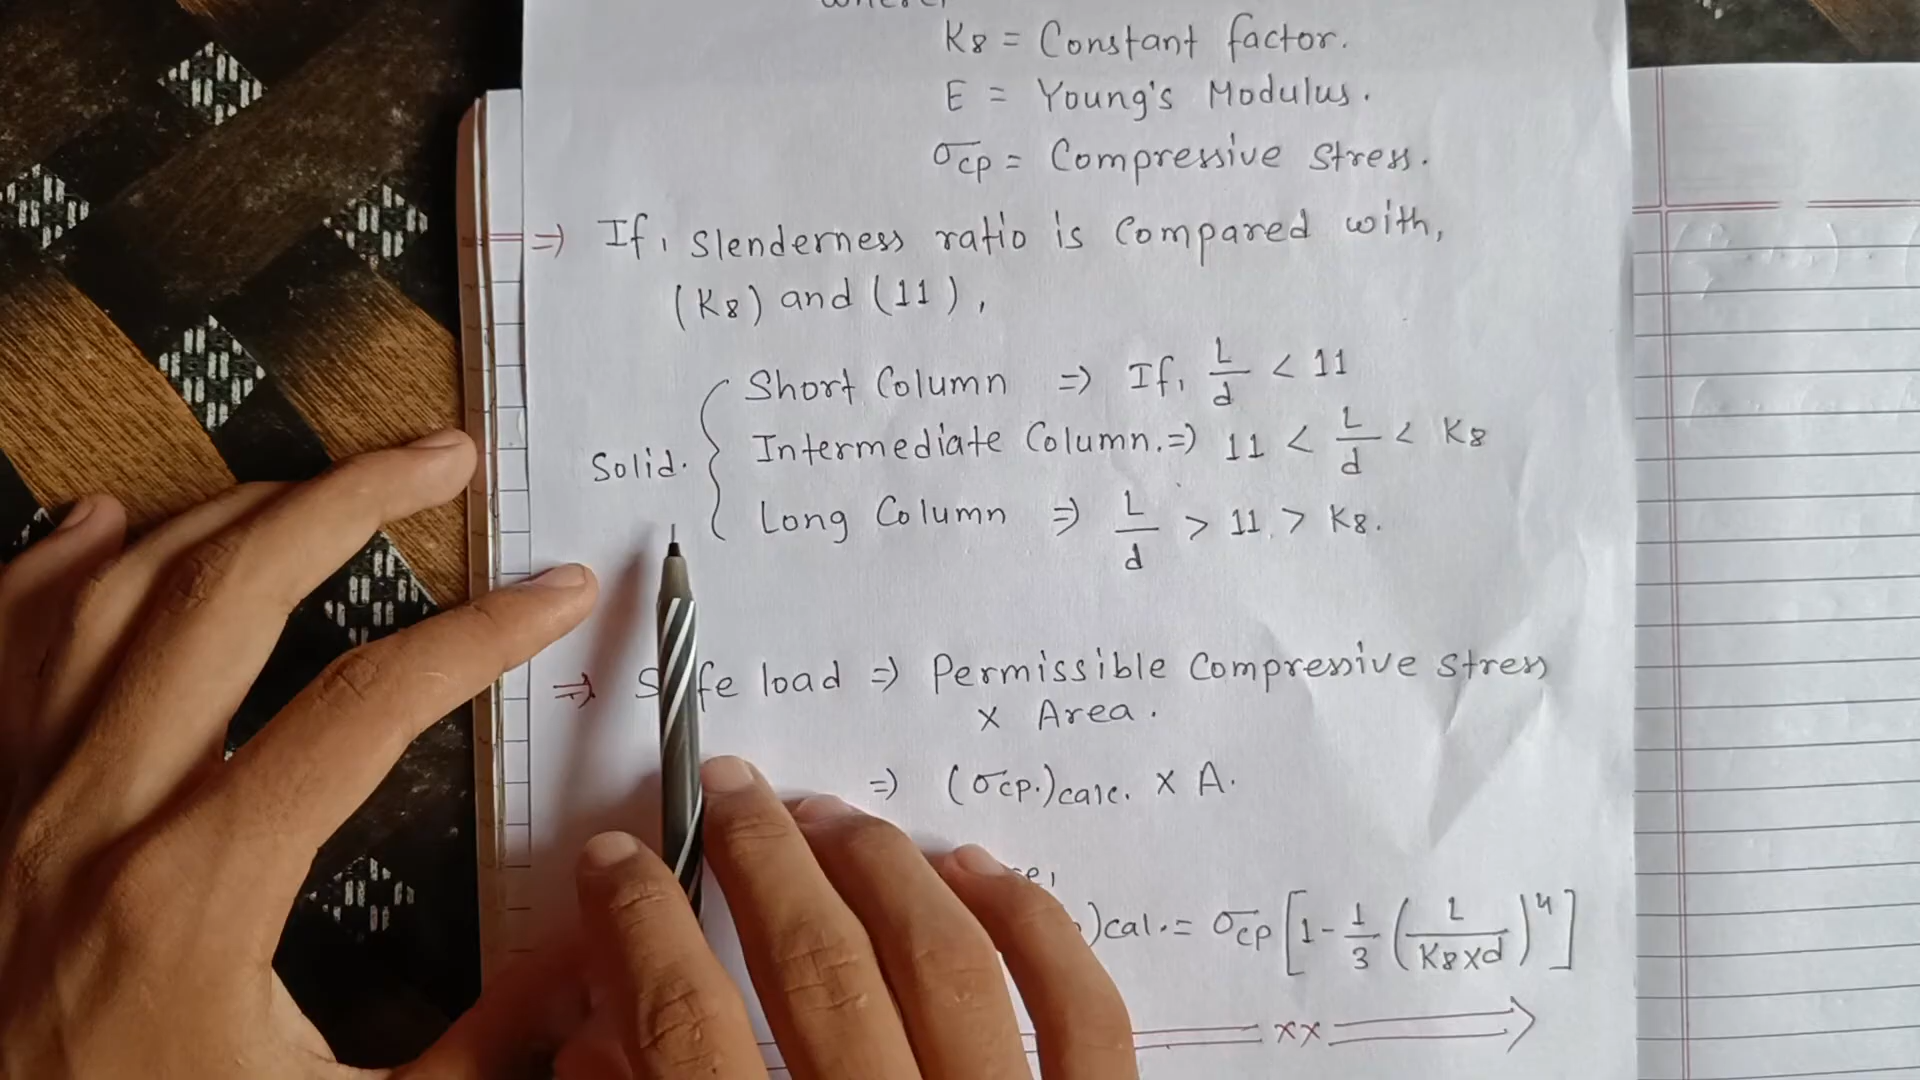 K8 = Constant factor.
E = Young's Modulus.
σcp = Compressive stress.
=> If, slenderness ratio is compared with,
(K8) and (11),
Solid.
Short Column => If, L/d < 11
Intermediate Column. => 11 < L/d < K8
Long Column => L/d > 11 > K8.
=> load => Permissible Compressive stress
x Area.
=> (σcp.)calc. x A.
)cal. = σcp [1 - 1/3 (L/K8xd)^4]
xx